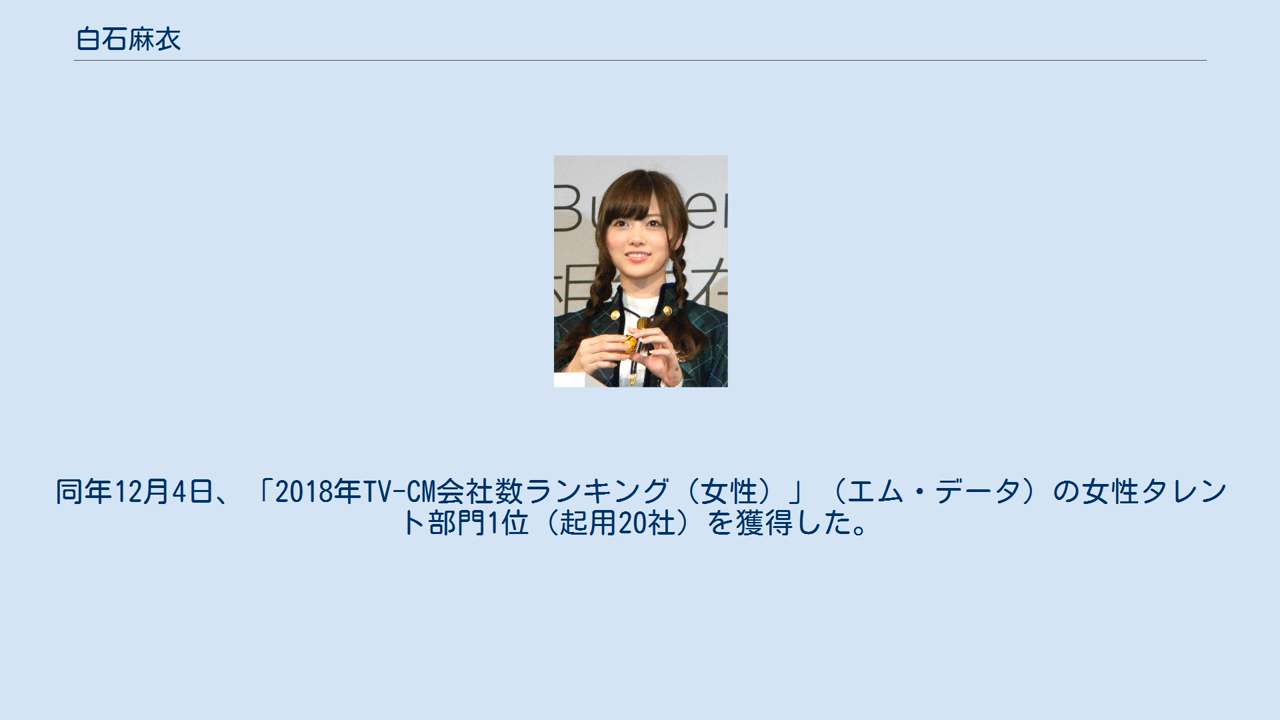 白石麻衣
Bu
er
同年12月4日、「2018年TV-CM会社数ランキング（女性）」（エム・データ）の女性タレン
ト部門1位（起用20社）を獲得した。